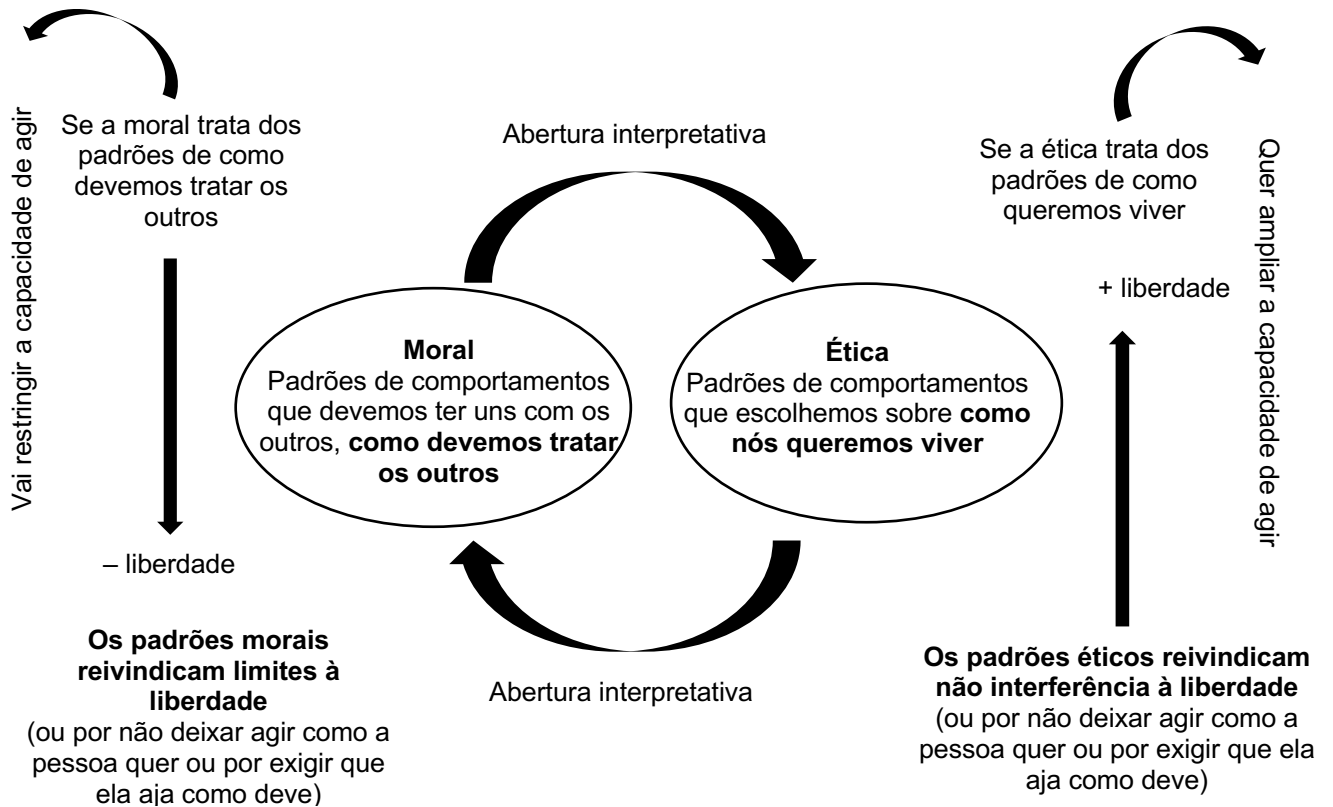 Vai restringir a capacidade de agir
Se a moral trata dos
padrões de como
devemos tratar os
outros
– liberdade
Os padrões morais
reivindicam limites à
liberdade
(ou por não deixar agir como a
pessoa quer ou por exigir que
ela aja como deve)
Abertura interpretativa
Moral
Padrões de comportamentos
que devemos ter uns com os
outros, como devemos tratar
os outros
Ética
Padrões de comportamentos
que escolhemos sobre como
nós queremos viver
Abertura interpretativa
Se a ética trata dos
padrões de como
queremos viver
+ liberdade
Os padrões éticos reivindicam
não interferência à liberdade
(ou por não deixar agir como a
pessoa quer ou por exigir que
ela aja como deve)
Quer ampliar a capacidade de agir